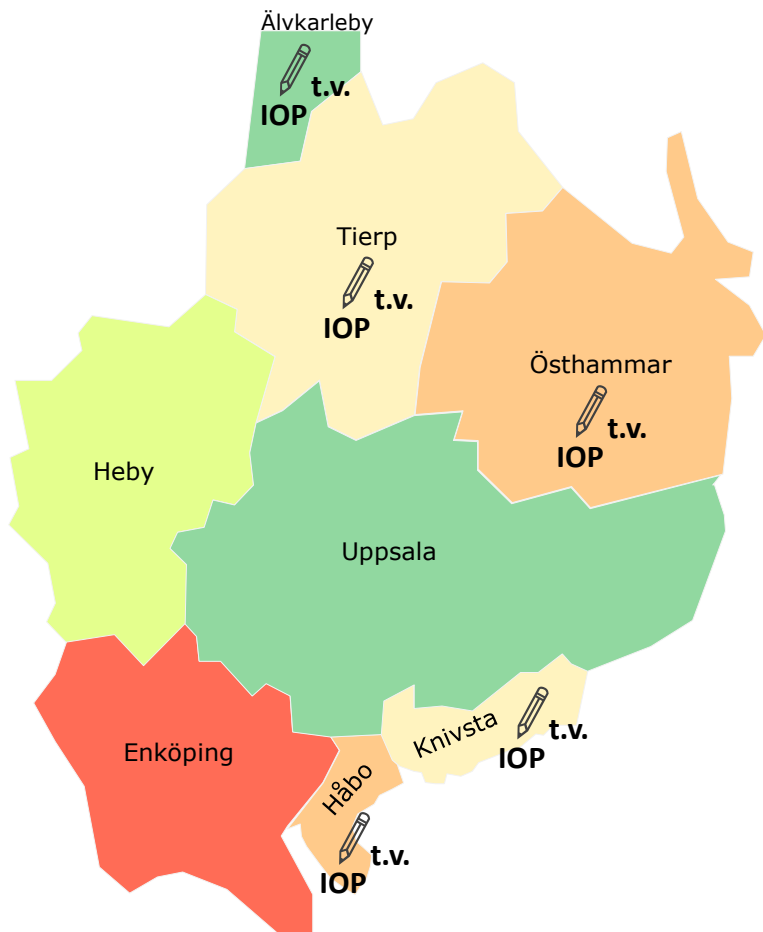 Älvkarleby
t.v.
IOP
Tierp
t.v.
IOP
Östhammar
t.v.
IOP
Heby
Uppsala
Knivsta
t.v.
IOP
Enköping
Håbo
t.v.
IOP